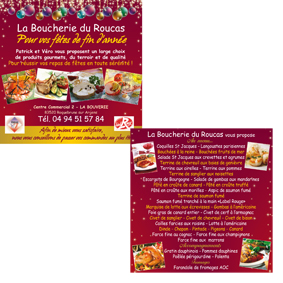 La Boucherie du Roucas
Pour vos fêtes de fin d'année
Patrick et Véro vous proposent un large choix
de produits gourmets, du terroir et de qualité
Pour réussir vos repas de fêtes en toute sérénité !
Centre Commercial 2 - LA BOUVERIE
83520 Roquebrune sur Argens
Tél. 04 94 51 57 84
Afin de mieux vous satisfaire,
nous vous conseillons de passer vos commandes au plus tôt
La Boucherie du Roucas vous propose
Coquilles St Jacques - Langoustes parisiennes
Bouchées à la reine - Bouchées fruits de mer
Salade St Jacques aux crevettes et agrumes
Terrine de chevreuil aux baies de genièvre
Terrine aux cerelles - Terrine aux pommes
Terrine de sanglier aux noisettes
Escargots de Bourgogne - Salade de gambas aux mandarines
Pâté en croûte de canard - Pâté en croûte truffé
Pâté en croûte aux morilles - Aspic de saumon fumé
Terrine de saumon fumé
Saumon fumé tranché à la main «Label Rouge»
Marquise de lotte aux écrevisses - Gambas à l'américaine
Foie gras de canard entier - Civet de cerf à l'armagnac
Civet de sanglier - Civet de chevreuil - Civet de biche
Cailles farcies aux raisins - Lotte à l'américaine
Dinde - Chapon - Pintade - Pigeons - Canard
Farce fine au cognac - Farce fine aux champignons
Farce fine aux marrons
Gratin dauphinois - Pommes dauphines
Poêlée périgourdine - Polenta
Farandole de fromages AOC